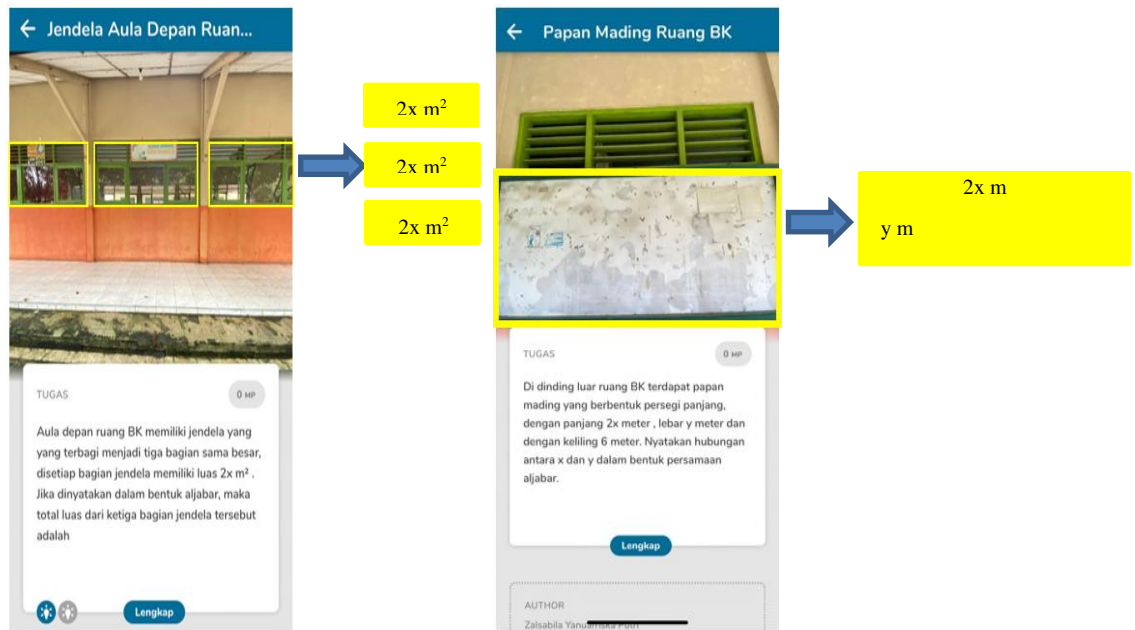 Jendela Aula Depan Ruan...
TUGAS
0 MP
Aula depan ruang BK memiliki jendela yang
yang terbagi menjadi tiga bagian sama besar,
disetiap bagian jendela memiliki luas 2x m² .
Jika dinyatakan dalam bentuk aljabar, maka
total luas dari ketiga bagian jendela tersebut
adalah
Lengkap
2x m²
2x m²
2x m²
Papan Mading Ruang BK
TUGAS
0 MP
Di dinding luar ruang BK terdapat papan
mading yang berbentuk persegi panjang,
dengan panjang 2x meter , lebar y meter dan
dengan keliling 6 meter. Nyatakan hubungan
antara x dan y dalam bentuk persamaan
aljabar.
Lengkap
AUTHOR
Zalsabila
2x m
y m